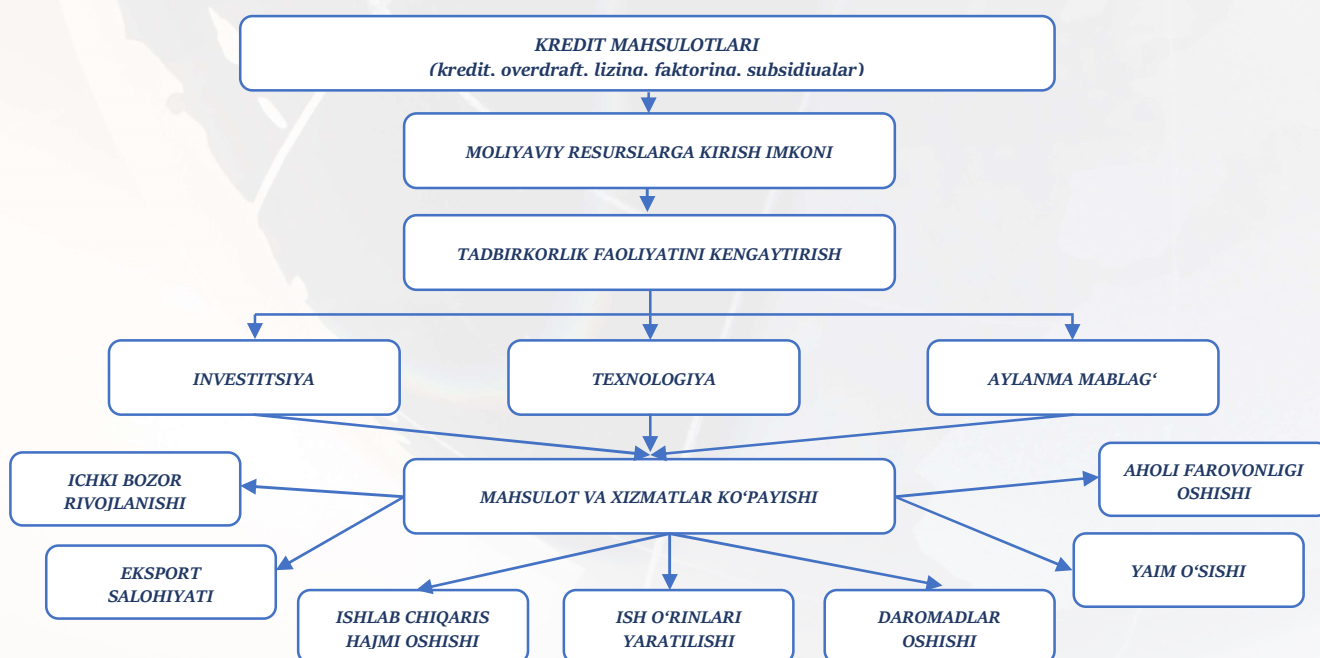 KREDIT MAHSULOTLARI
(kredit, overdraft, lizing, faktoring, subsidiyalar)
MOLIYAVIY RESURSLARGA KIRISH IMKONI
TADBIRKORLIK FAOLIYATINI KENGAYTIRISH
INVESTITSIYA
TEXNOLOGIYA
AYLANMA MABLAG‘
ICHKI BOZOR
RIVOJLANISHI
MAHSULOT VA XIZMATLAR KO‘PAYISHI
AHOLI FAROVONLIGI
OSHISHI
EKSPORT
SALOHIYATI
YAIM O‘SISHI
ISHLAB CHIQARIS
HAJMI OSHISHI
ISH O‘RINLARI
YARATILISHI
DAROMADLAR
OSHISHI